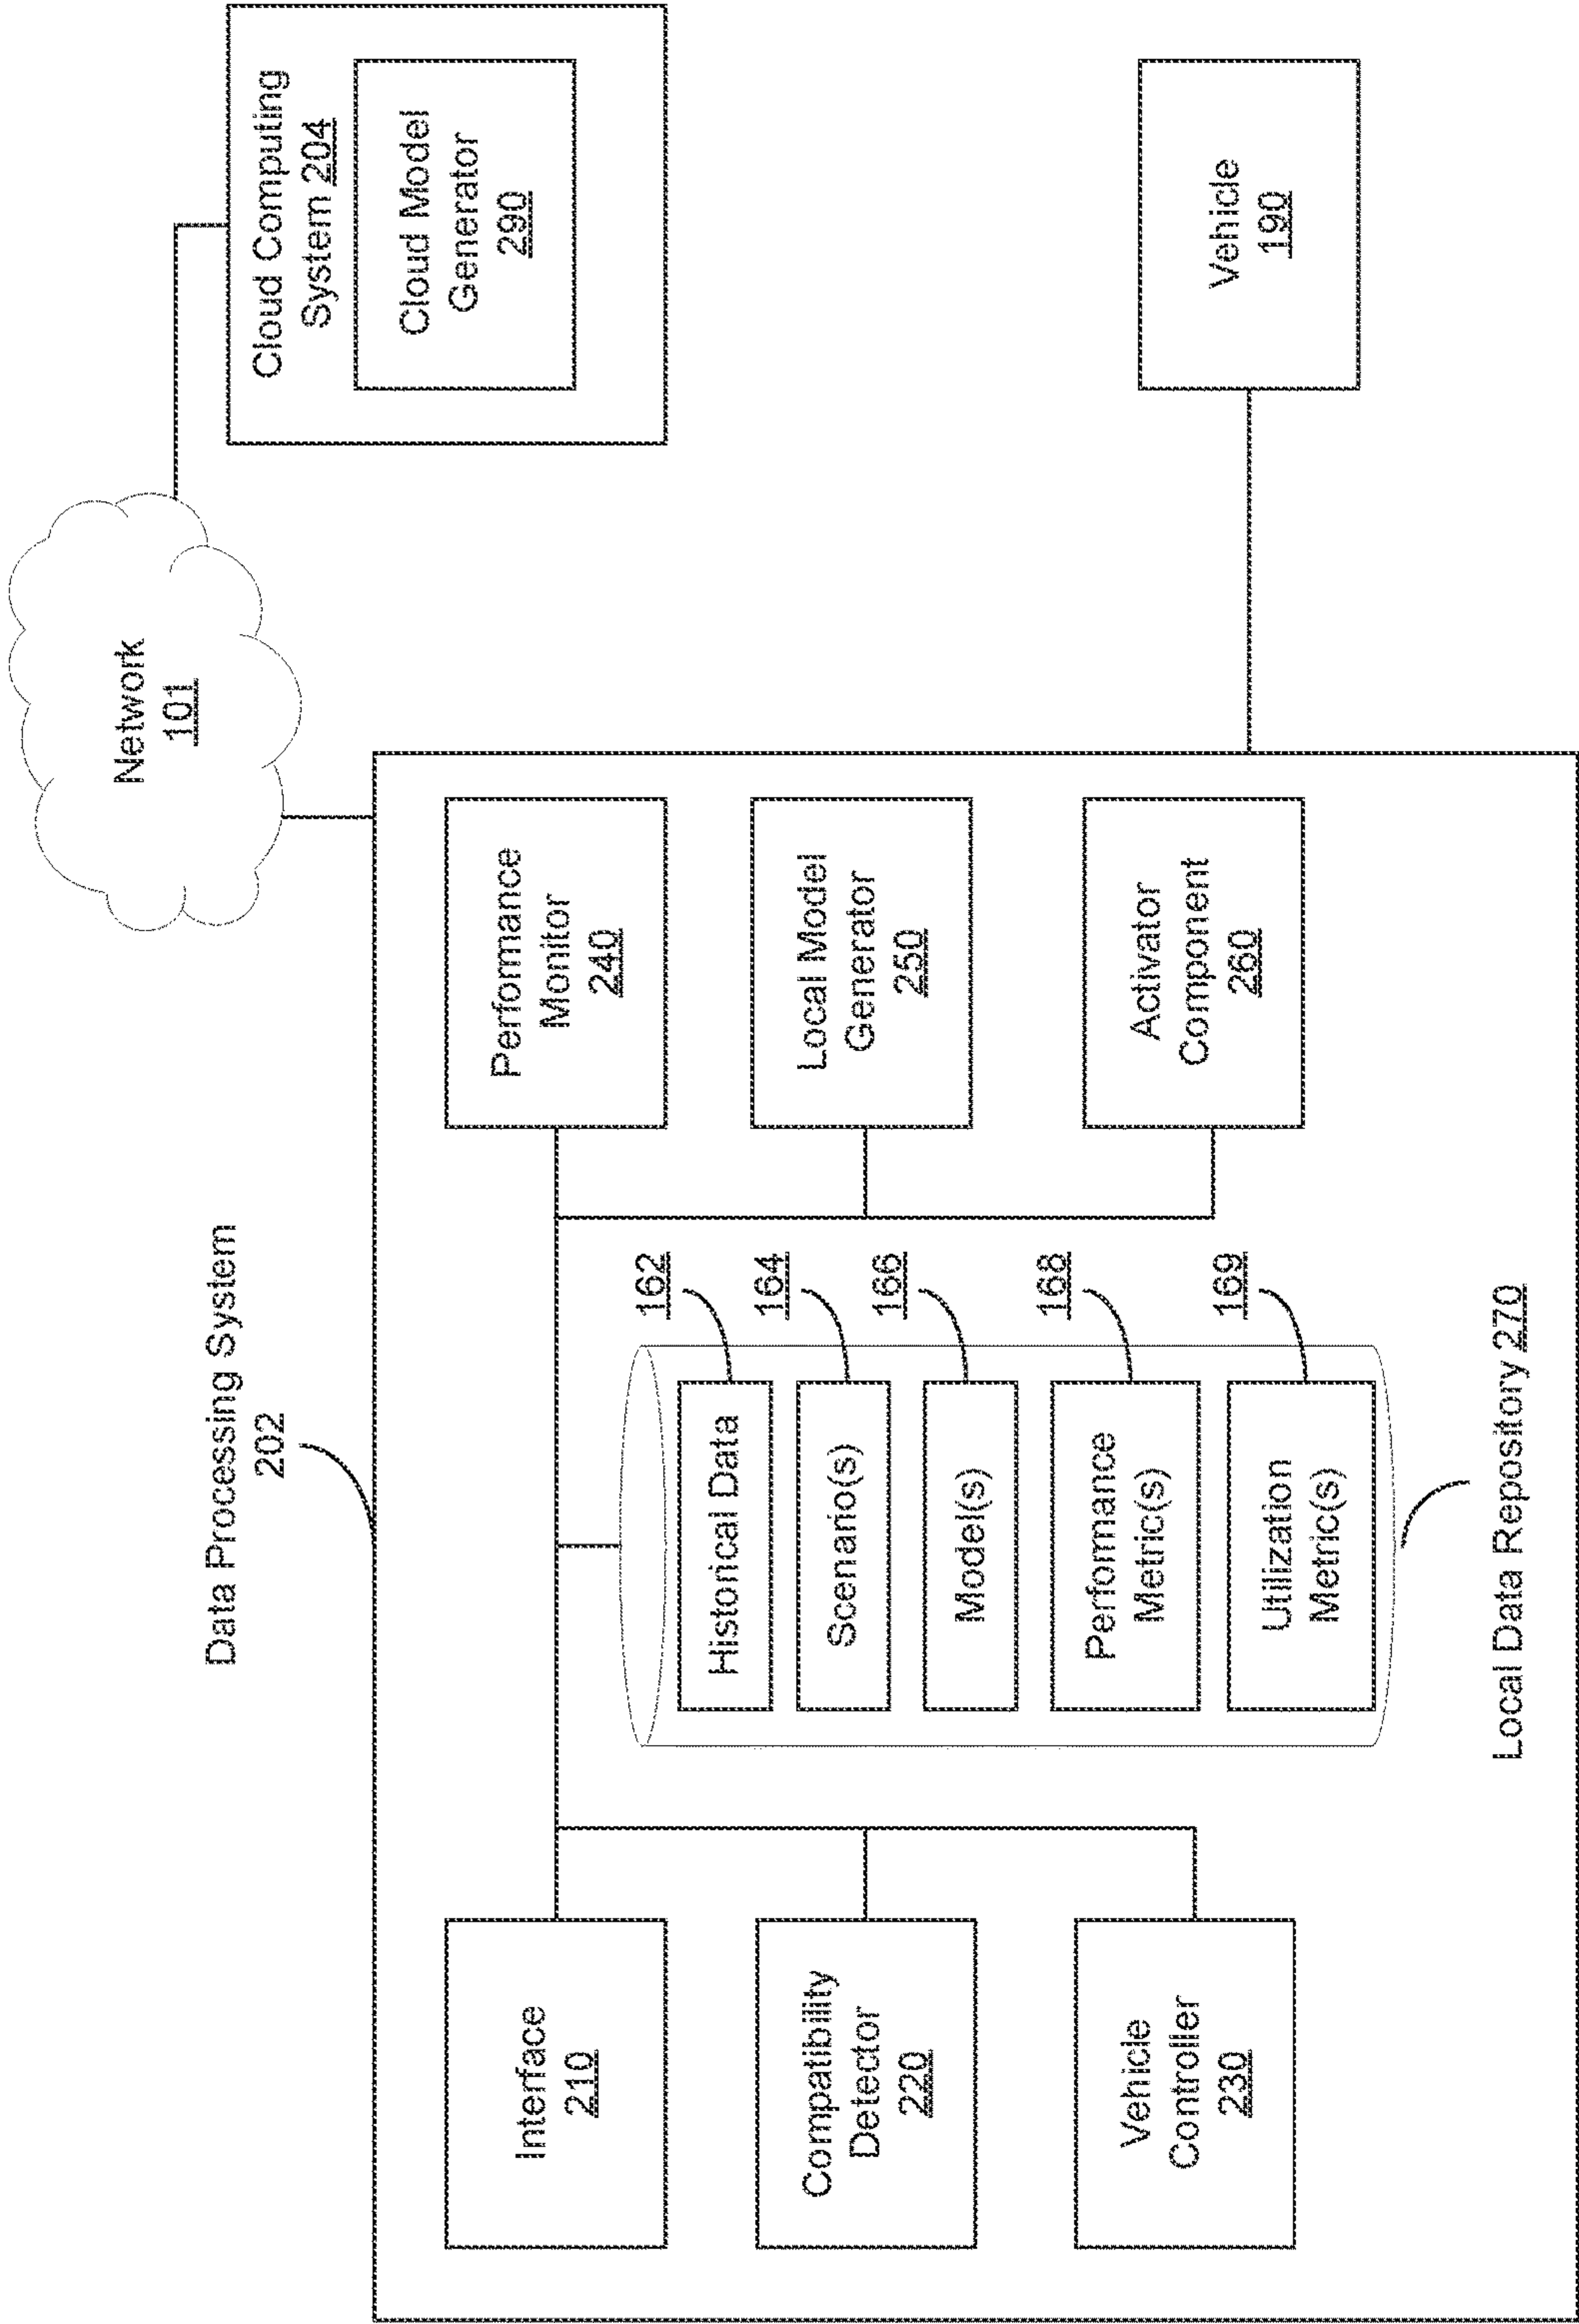 Data Processing System
202
Network
101
Cloud Computing
System 204
Cloud Model
Generator
290
Interface
210
Compatibility
Detector
220
Vehicle
Controller
230
Historical Data
162
Scenario(s)
164
Model(s)
166
Performance
Metric(s)
168
Utilization
Metric(s)
169
Local Data Repository 270
Performance
Monitor
240
Local Model
Generator
250
Activator
Component
260
Vehicle
190